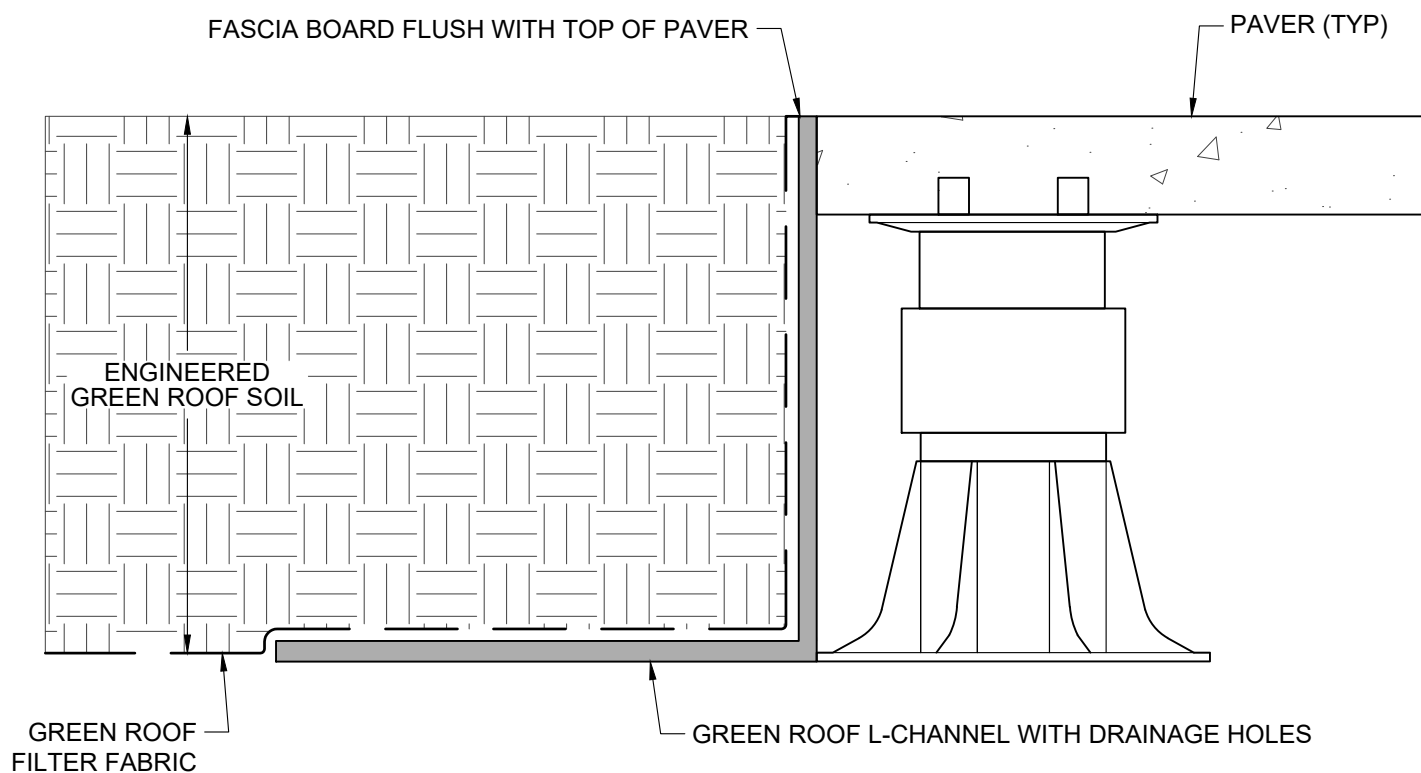 FASCIA BOARD FLUSH WITH TOP OF PAVER
PAVER (TYP)
ENGINEERED
GREEN ROOF SOIL
GREEN ROOF
FILTER FABRIC
GREEN ROOF L-CHANNEL WITH DRAINAGE HOLES